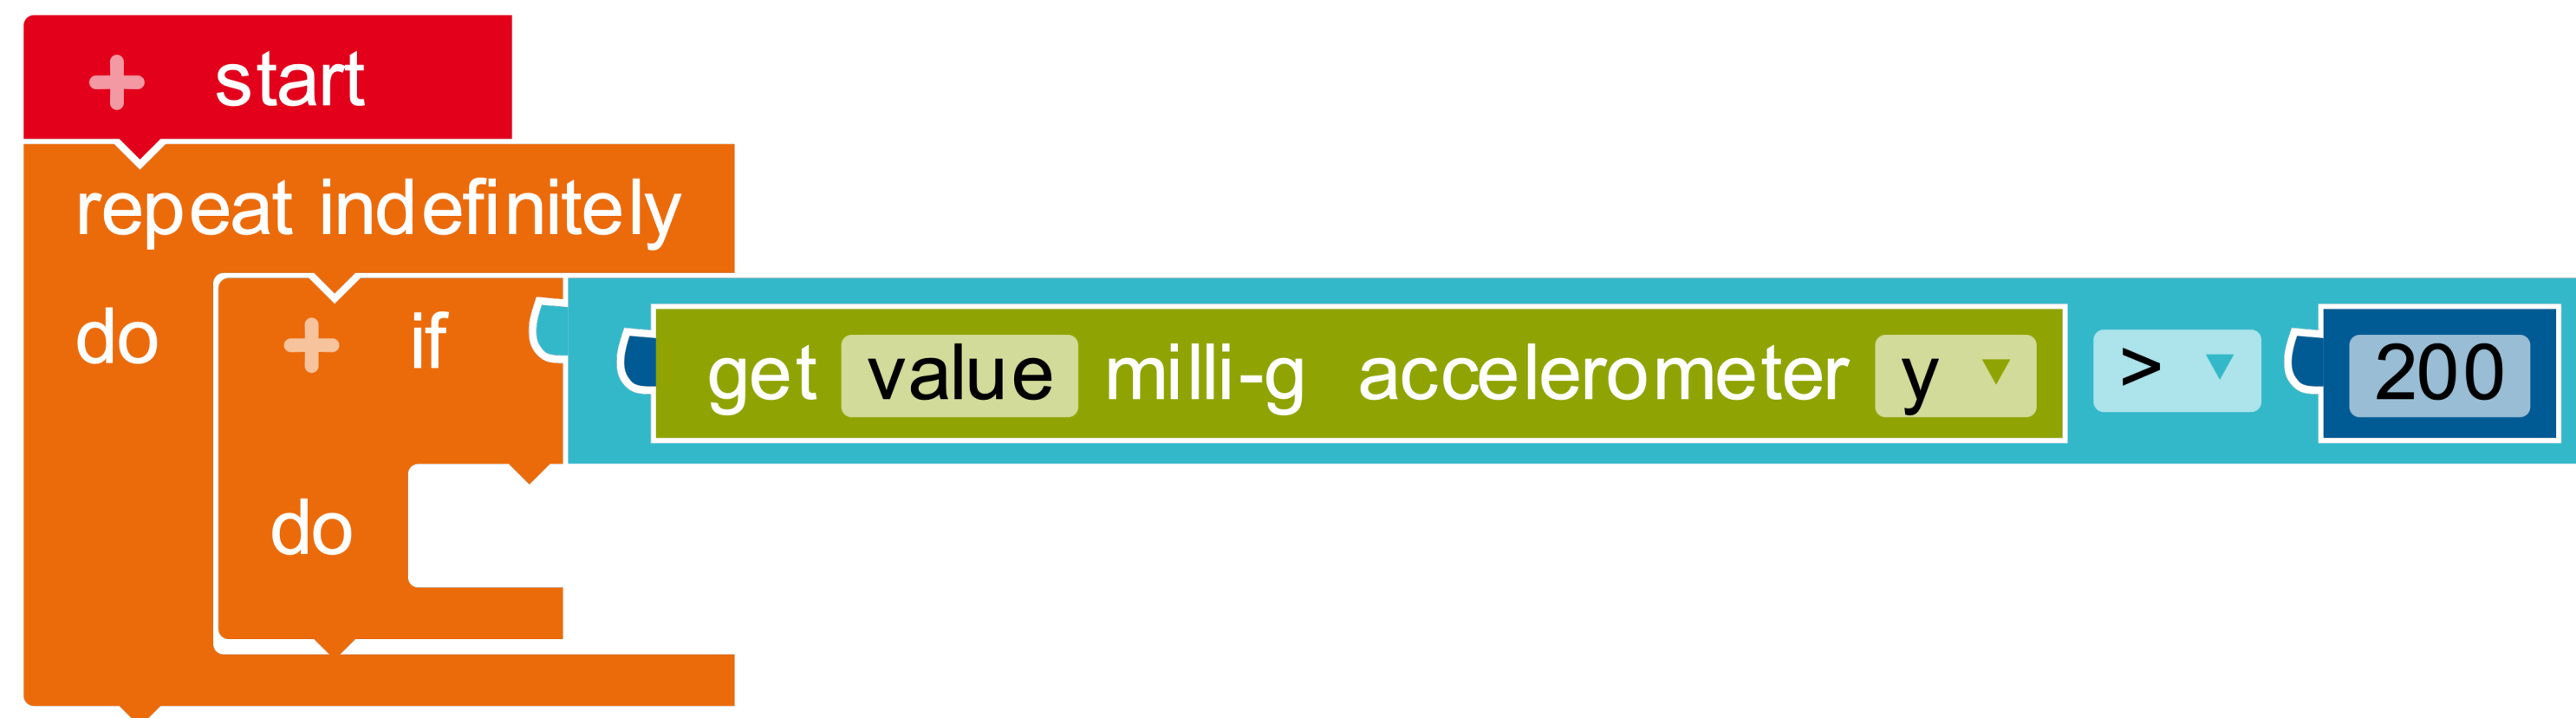 start
repeat indefinitely
do if get value milli-g accelerometer y > 200
do